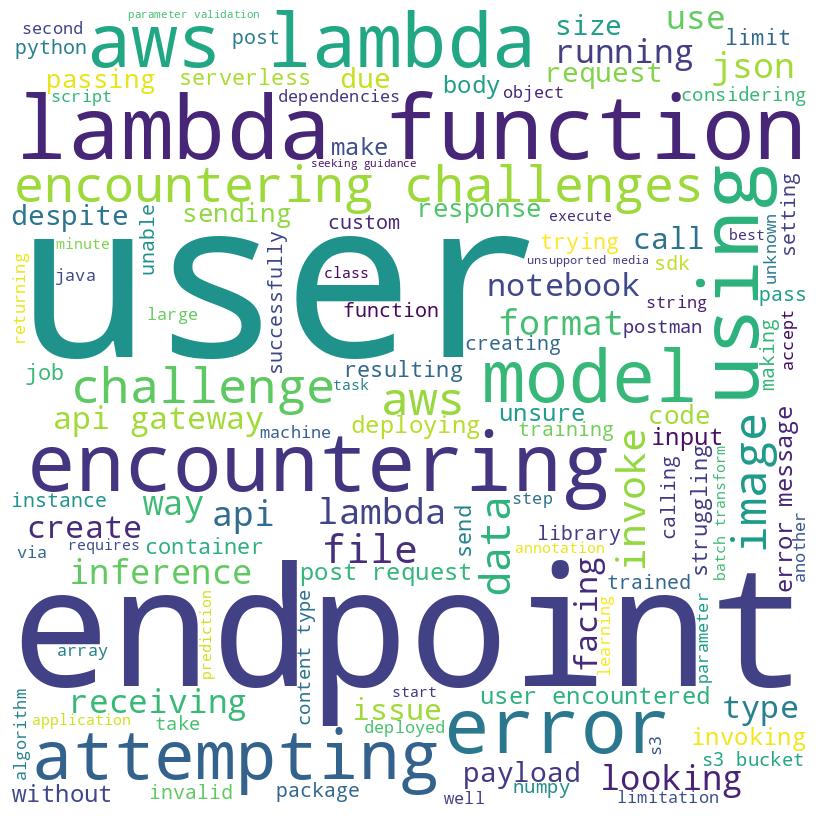 parameter validation
second
python
aws lambda
post
size
use
limit
running
json
passing
serverless
due
body
request
script
dependencies
object
considering
lambda function
make
seeking guidance
encountering challenges
using
despite
sending
custom
response
execute
setting
unable
minute
user
trying
call
best
unknown
returning
java
successfully
class
unsupported media
sdk
notebook
pass
large
function
string
format
postman
accept
creating
making
job
resulting
model
challenge
task
aws
unsure
code
api gateway
machine
deploying
training
input
image
encountering
invoke
calling
struggling
batch transform
error message
instance
way
step
create
api
lambda
send
data
library
another
via
requires
container
file
annotation
inference
post request
facing
trained
endpoint
array
prediction
content type
learning
parameter
receiving
start
user encountered
type
algorithm
application
take
issue
deployed
error
invoking
attempting
s3
s3 bucket
payload
looking
without
invalid
package
well
numpy
limitation